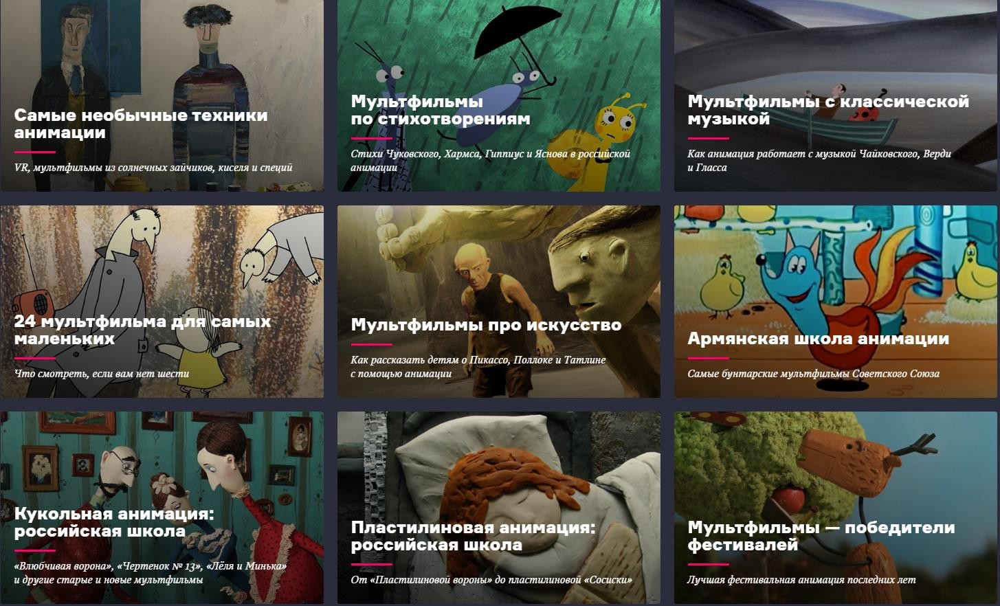 Самые необычные техники
анимации
VR, мультфильмы из солнечных зайчиков, киселя и специй
Мультфильмы
по стихотворениям
Стихи Чуковского, Хармса, Гиппиус и Яснова в российской
анимации
Мультфильмы с классической
музыкой
Как анимация работает с музыкой Чайковского, Верди
и Гласса
24 мультфильма для самых
маленьких
Что смотреть, если вам нет шести
Мультфильмы про искусство
Как рассказать детям о Пикассо, Поллоке и Татлине
с помощью анимации
Армянская школа анимации
Самые бунтарские мультфильмы Советского Союза
Кукольная анимация:
российская школа
«Влюбчивая ворона», «Чертенок № 13», «Лёля и Минька»
и другие старые и новые мультфильмы
Пластилиновая анимация:
российская школа
От «Пластилиновой вороны» до пластилиновой «Сосиски»
Мультфильмы — победители
фестивалей
Лучшая фестивальная анимация последних лет